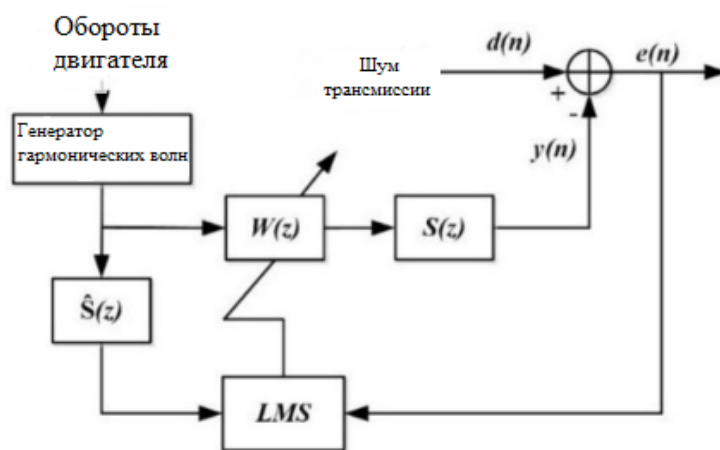 Обороты
двигателя
Генератор
гармонических волн
Шум
трансмиссии
d(n)
e(n)
+
-
y(n)
W(z)
S(z)
Ŝ(z)
LMS